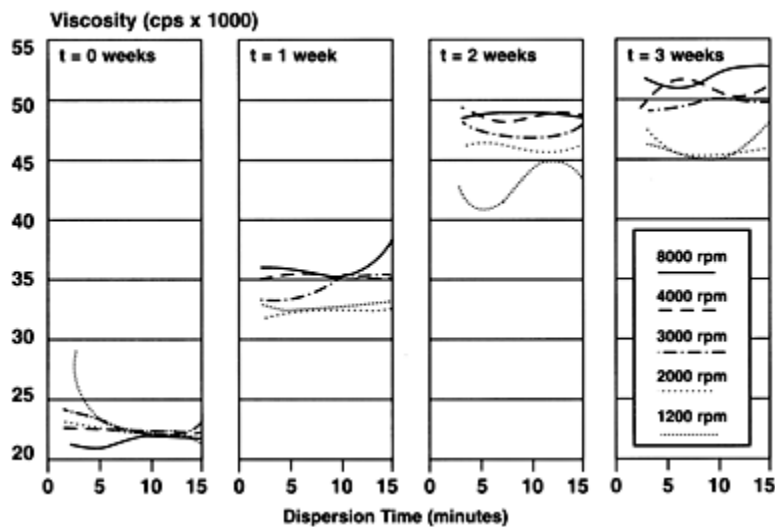 Viscosity (cps x 1000)
55
50
45
40
35
30
25
20
t = 0 weeks
t = 1 week
t = 2 weeks
t = 3 weeks
8000 rpm
4000 rpm
3000 rpm
2000 rpm
1200 rpm
0 5 10 15 0 5 10 15 0 5 10 15 0 5 10 15
Dispersion Time (minutes)